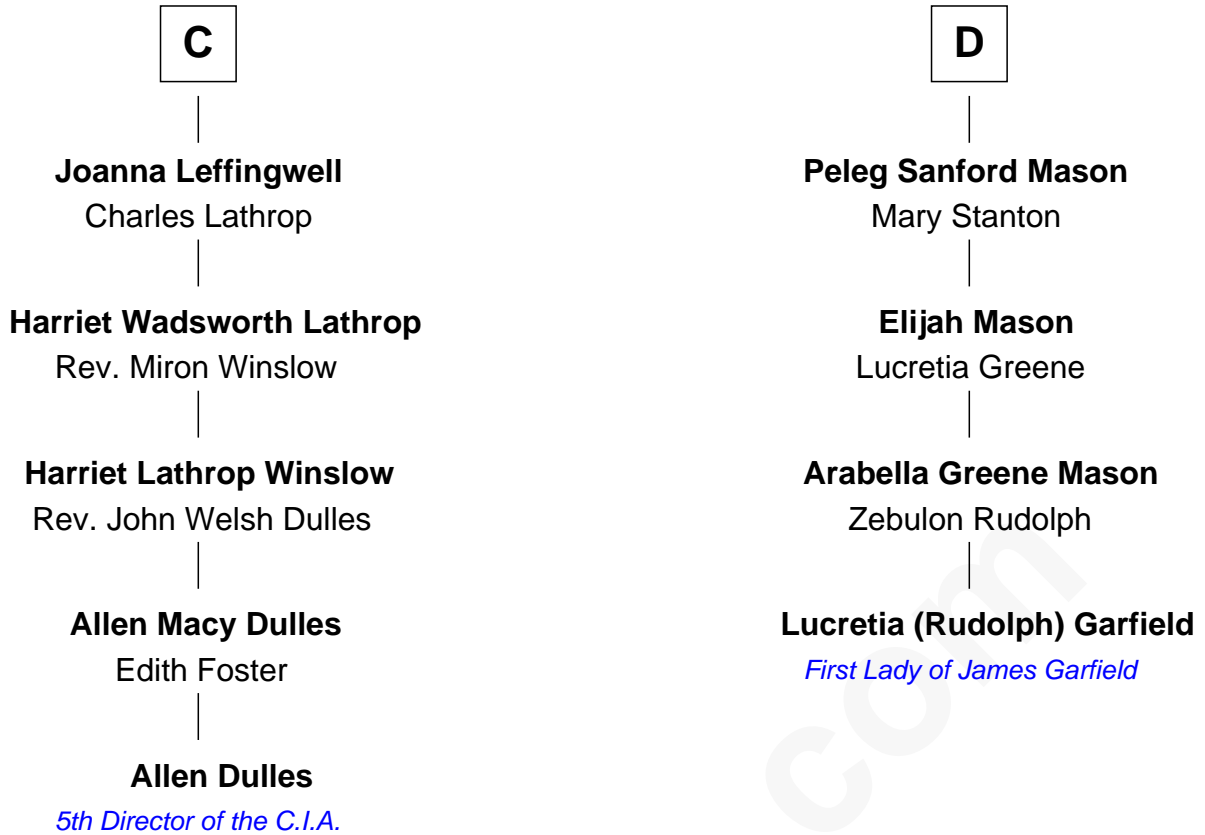 C
Joanna Leffingwell
Charles Lathrop
Harriet Wadsworth Lathrop
Rev. Miron Winslow
Harriet Lathrop Winslow
Rev. John Welsh Dulles
Allen Macy Dulles
Edith Foster
Allen Dulles
5th Director of the C.I.A.
D
Peleg Sanford Mason
Mary Stanton
Elijah Mason
Lucretia Greene
Arabella Greene Mason
Zebulon Rudolph
Lucretia (Rudolph) Garfield
First Lady of James Garfield
com